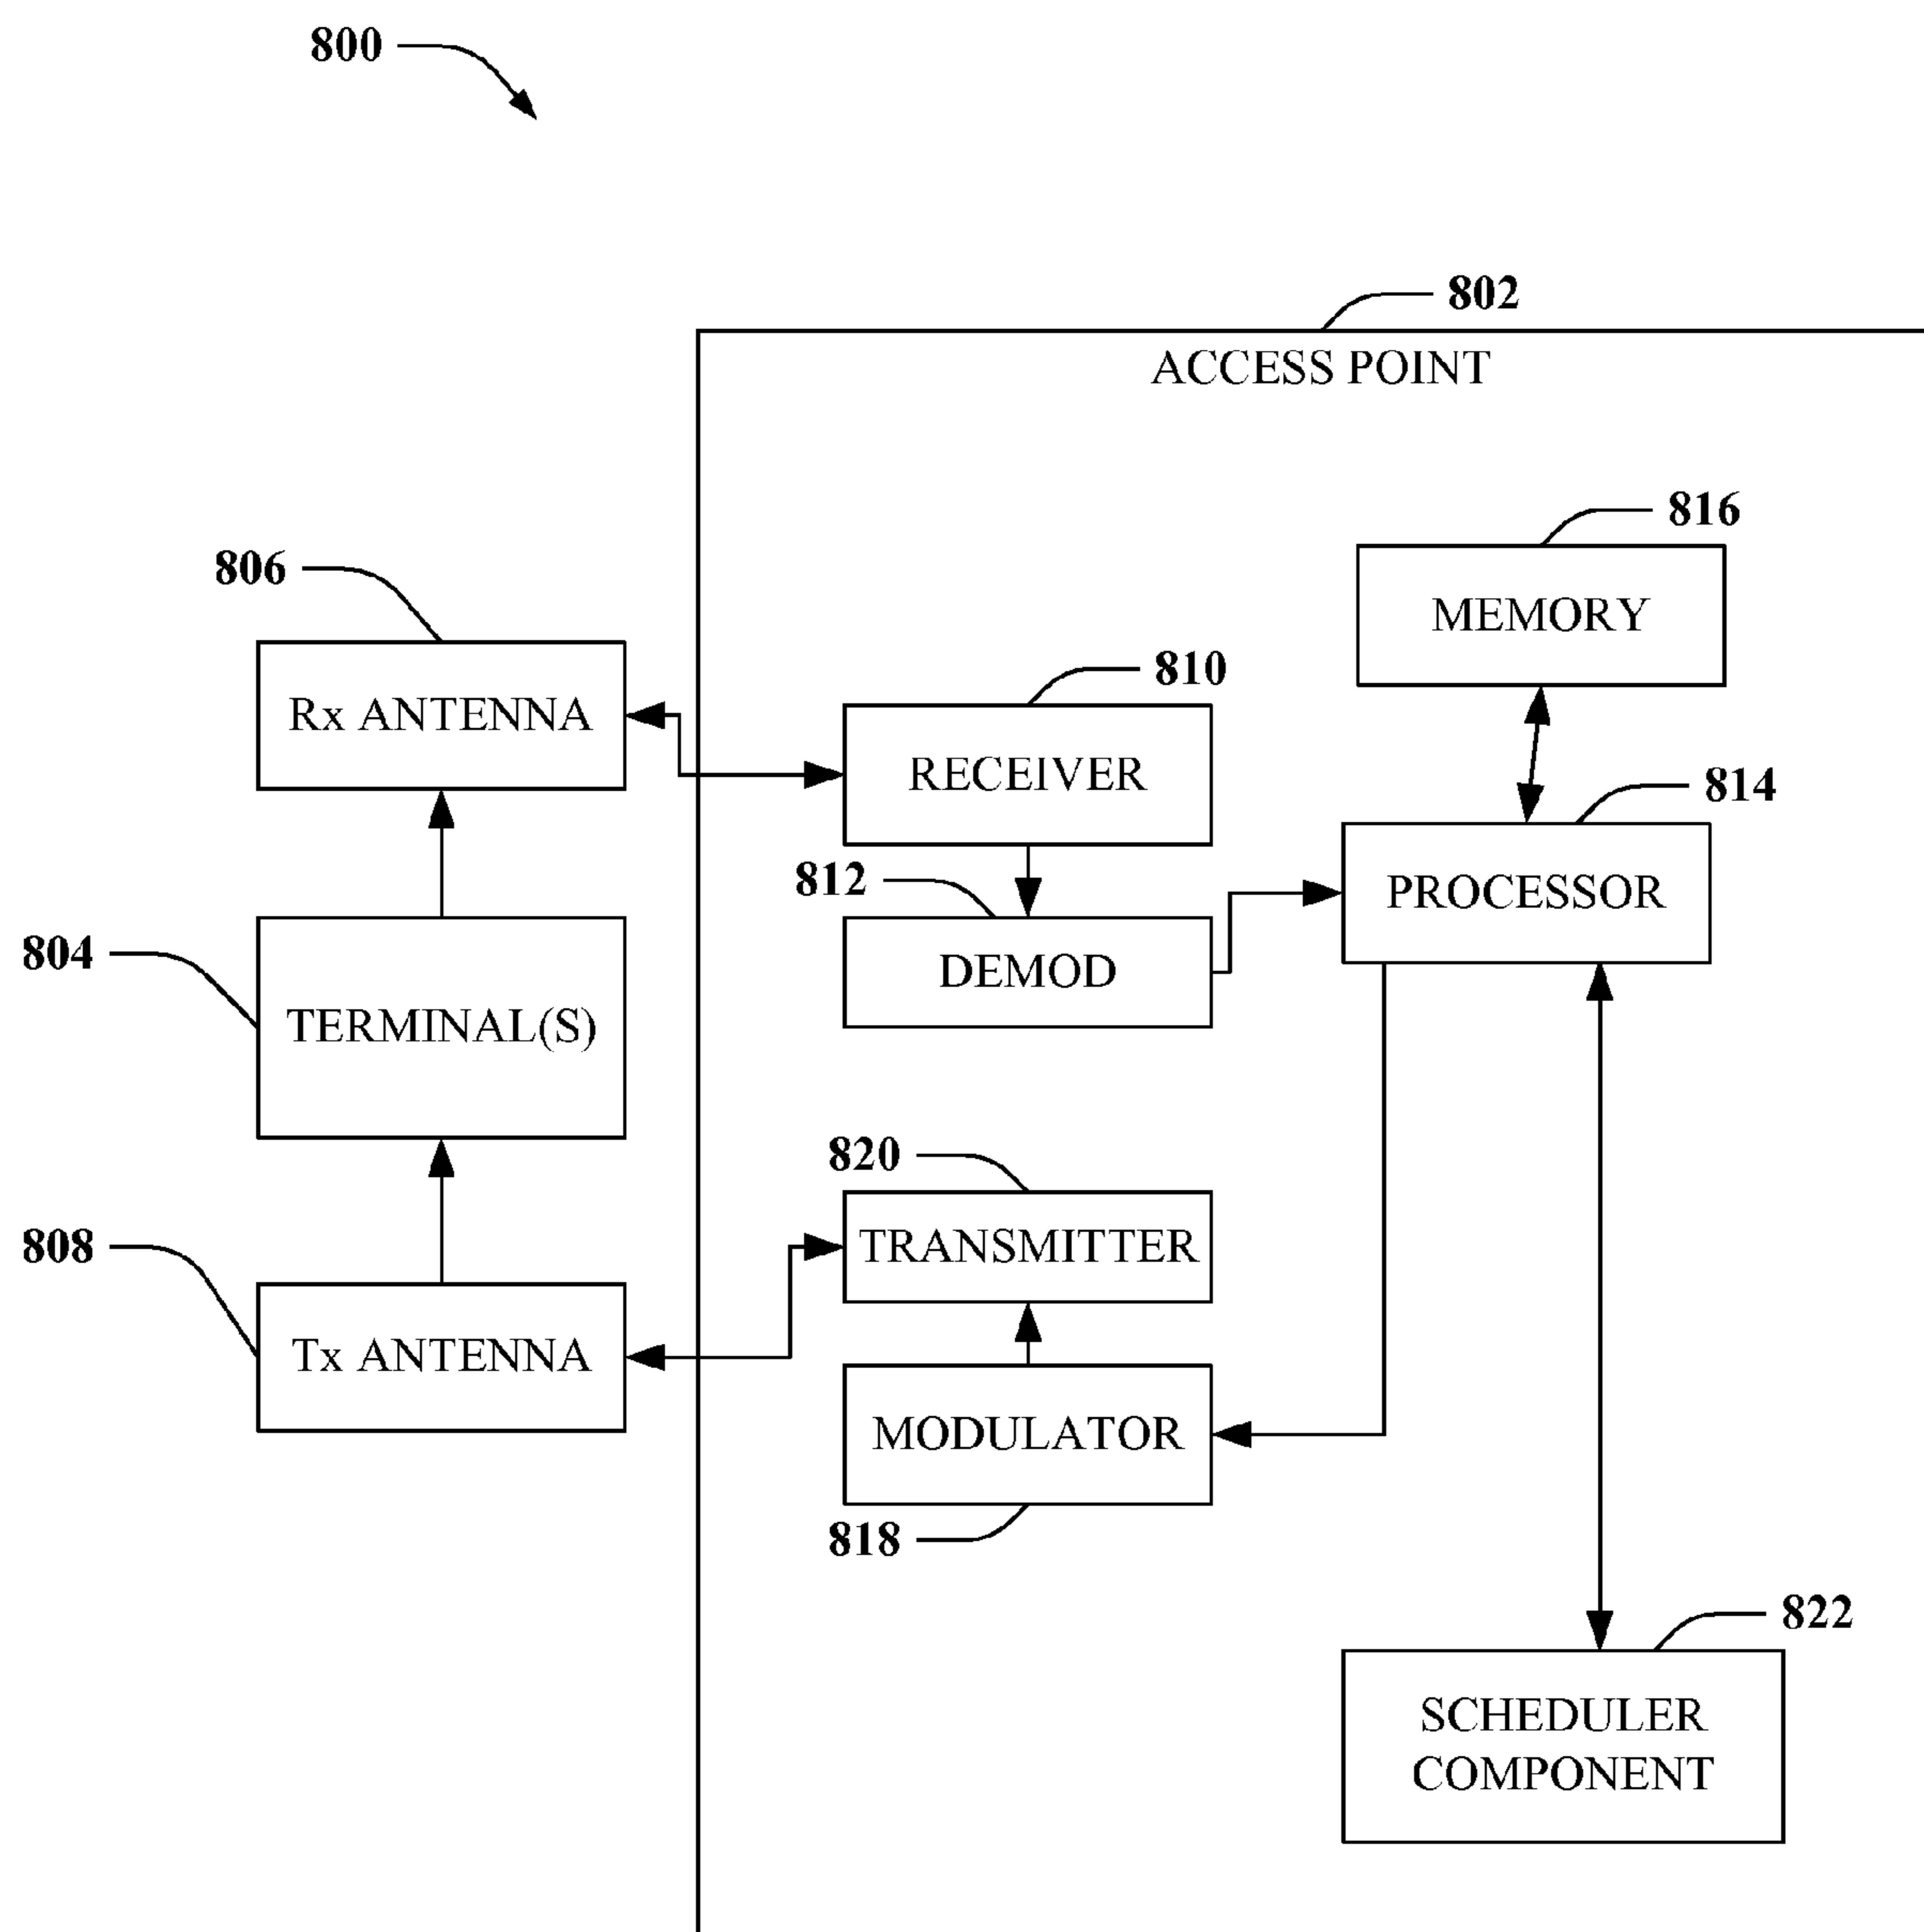 800
802
ACCESS POINT
816
806
MEMORY
810
Rx ANTENNA
RECEIVER
814
812
PROCESSOR
804
DEMOD
TERMINAL(S)
820
808
TRANSMITTER
Tx ANTENNA
MODULATOR
818
822
SCHEDULER
COMPONENT